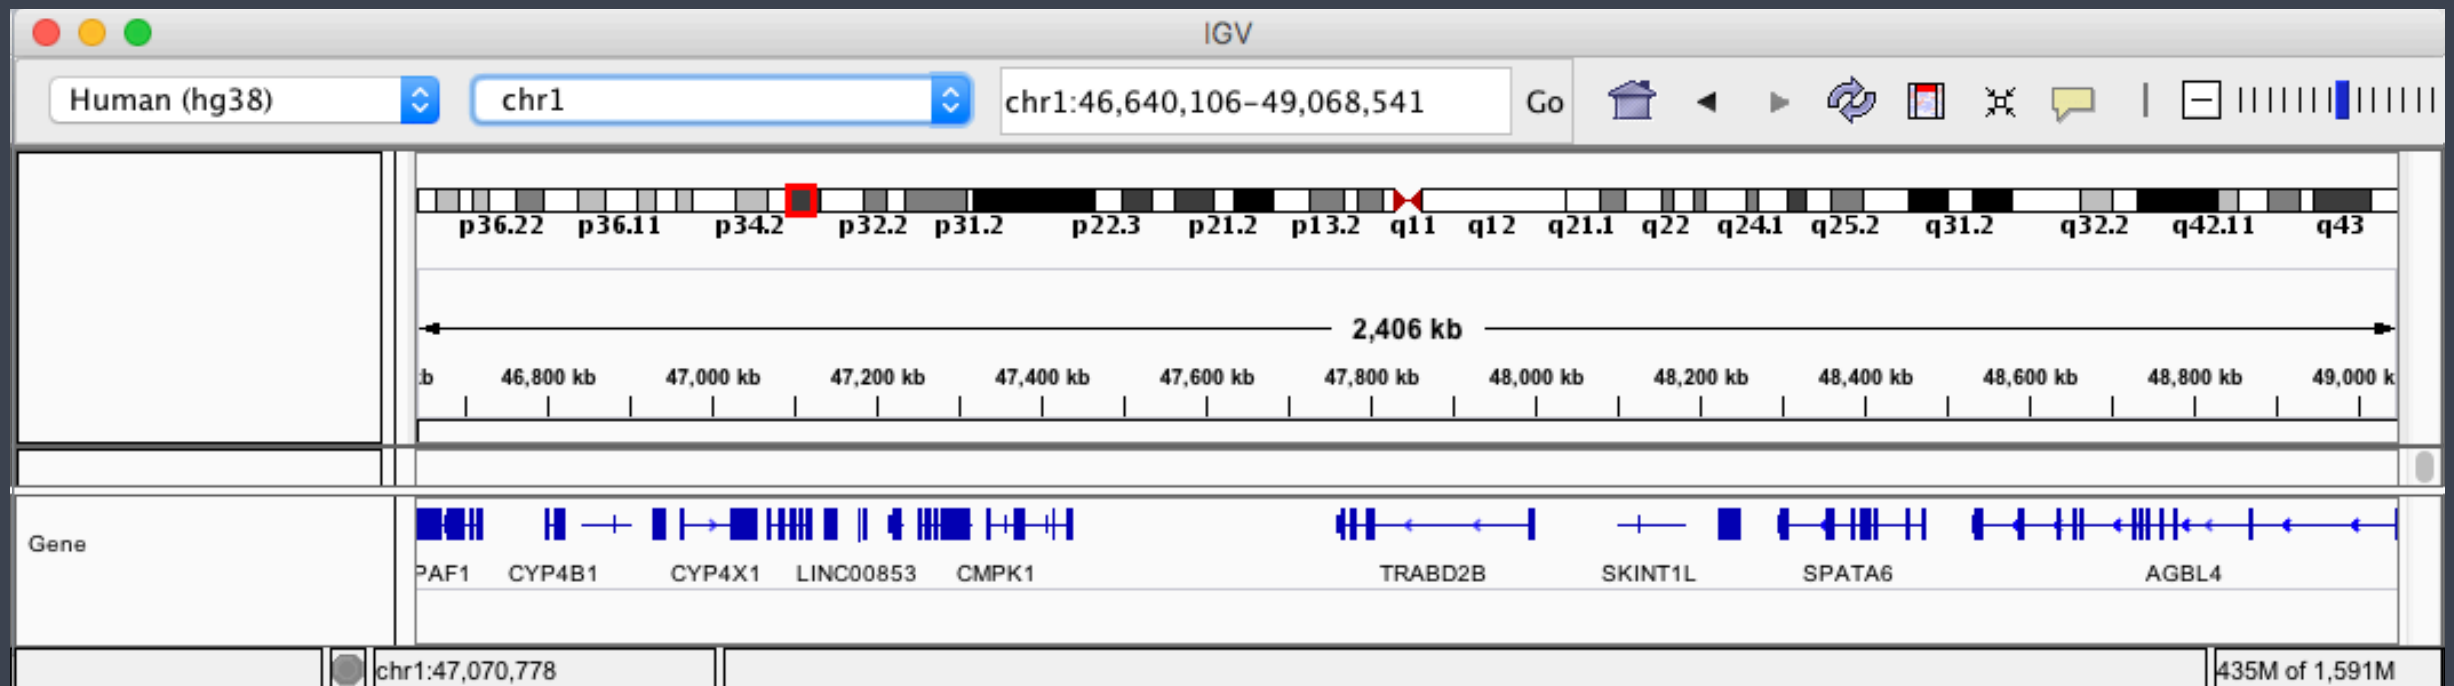 IGV
Human (hg38) chr1 chr1:46,640,106-49,068,541 Go
p36.22 p36.11 p34.2 p32.2 p31.2 p22.3 p21.2 p13.2 q11 q12 q21.1 q22 q24.1 q25.2 q31.2 q32.2 q42.11 q43
2,406 kb
b 46,800 kb 47,000 kb 47,200 kb 47,400 kb 47,600 kb 47,800 kb 48,000 kb 48,200 kb 48,400 kb 48,600 kb 48,800 kb 49,000 k
Gene
PAF1 CYP4B1 CYP4X1 LINC00853 CMPK1 TRABD2B SKINT1L SPATA6 AGBL4
chr1:47,070,778 435M of 1,591M